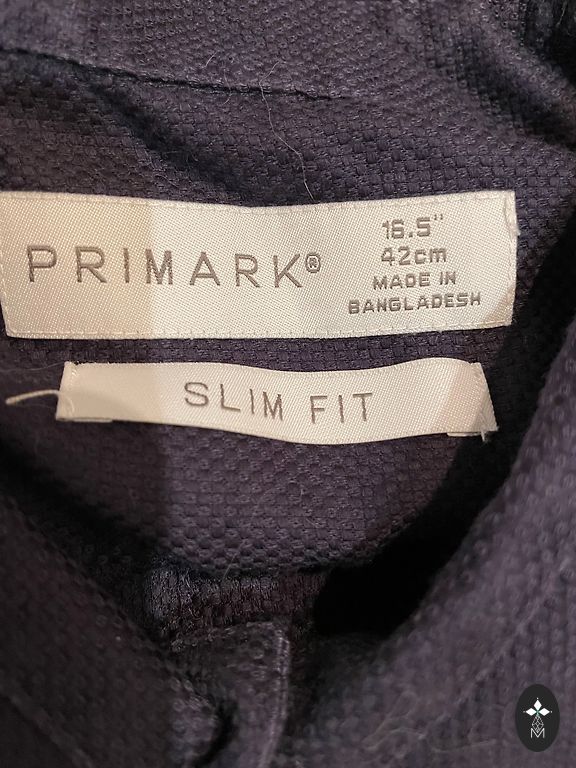 PRIMARK®
16.5"
42cm
MADE IN
BANGLADESH
SLIM FIT
M